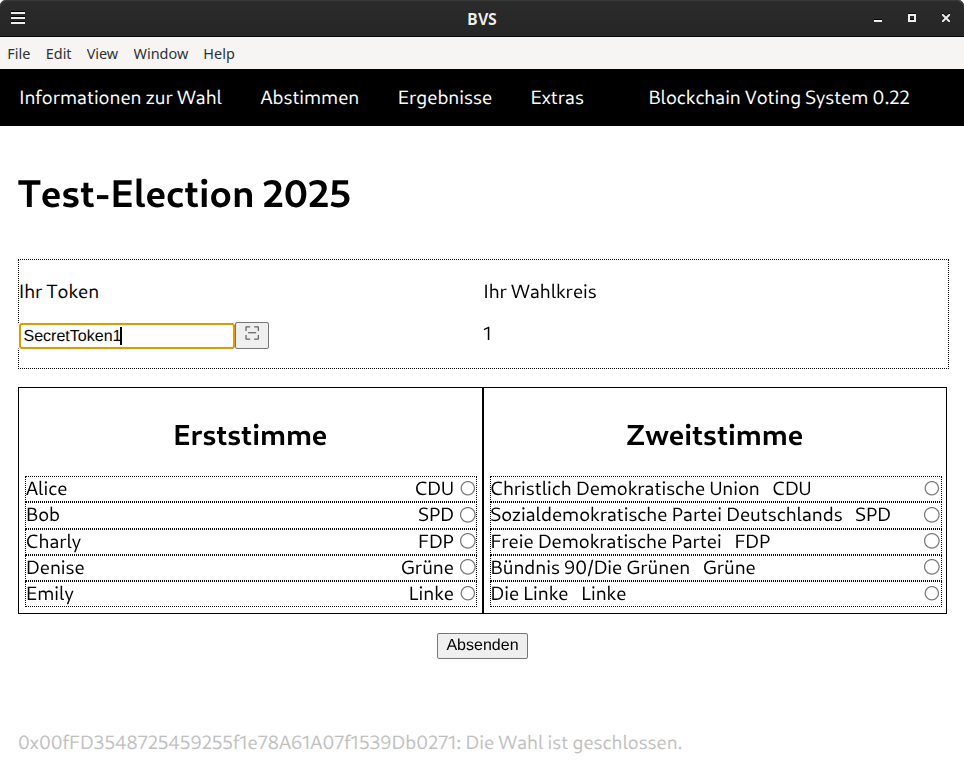 BVS
File Edit View Window Help
Informationen zur Wahl Abstimmen Ergebnisse Extras Blockchain Voting System 0.22
Test-Election 2025
Ihr Token Ihr Wahlkreis
SecretToken1 1
Erststimme Zweitstimme
Alice CDU Christlich Demokratische Union CDU
Bob SPD Sozialdemokratische Partei Deutschlands SPD
Charly FDP Freie Demokratische Partei FDP
Denise Grüne Bündnis 90/Die Grünen Grüne
Emily Linke Die Linke Linke
Absenden
0x00fFD3548725459255f1e78A61A07f1539Db0271: Die Wahl ist geschlossen.